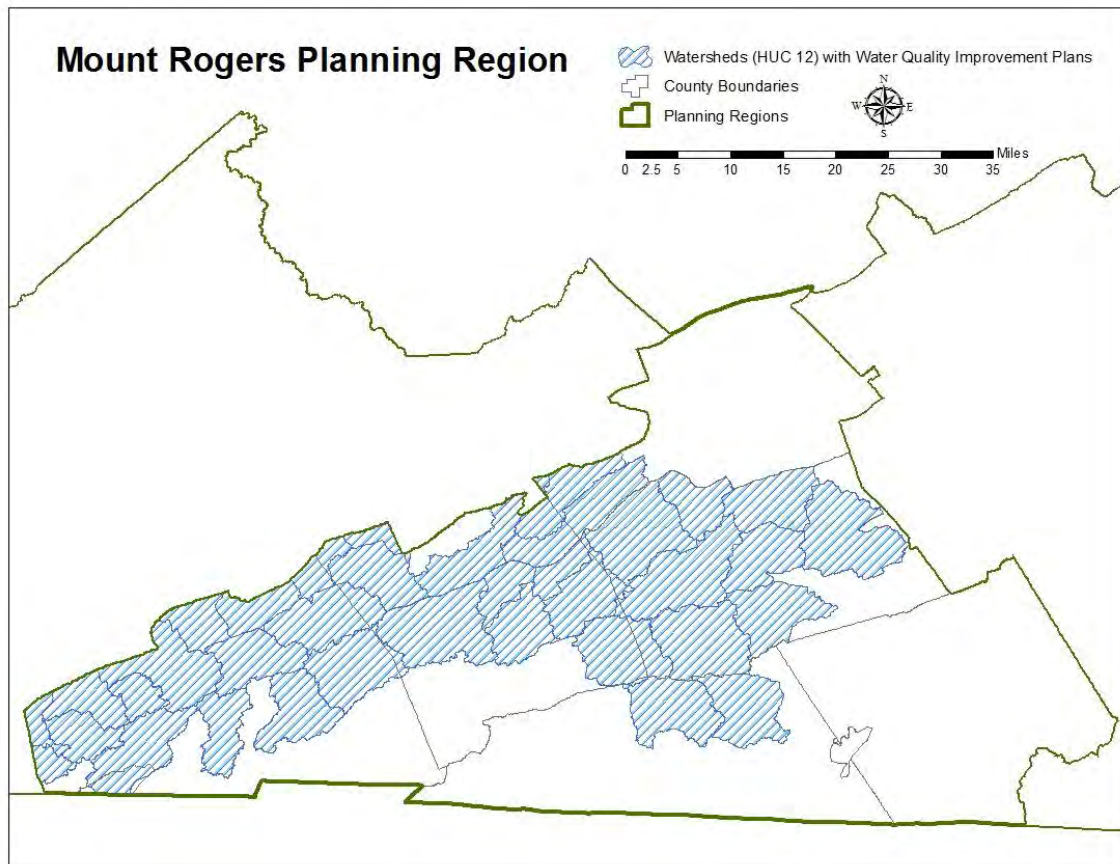 Mount Rogers Planning Region
Watersheds (HUC 12) with Water Quality Improvement Plans
County Boundaries
Planning Regions
N
W E
S
Miles
0 2.5 5 10 15 20 25 30 35